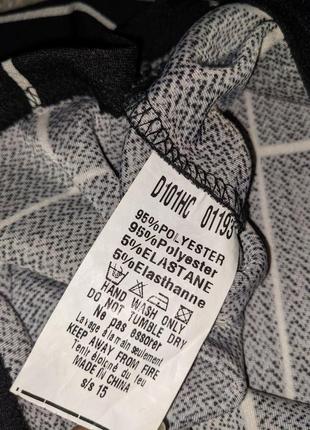 D101HC 01193
95%POLYESTER
95%Polyester
5%ELASTANE
5%Elasthanne
HAND WASH ONLY
DO NOT TUMBLE DRY
Ne pas essorer
Lavage à la main seulement
KEEP AWAY FROM FIRE
Tenir éloigné du feu
MADE IN CHINA
s/s 15